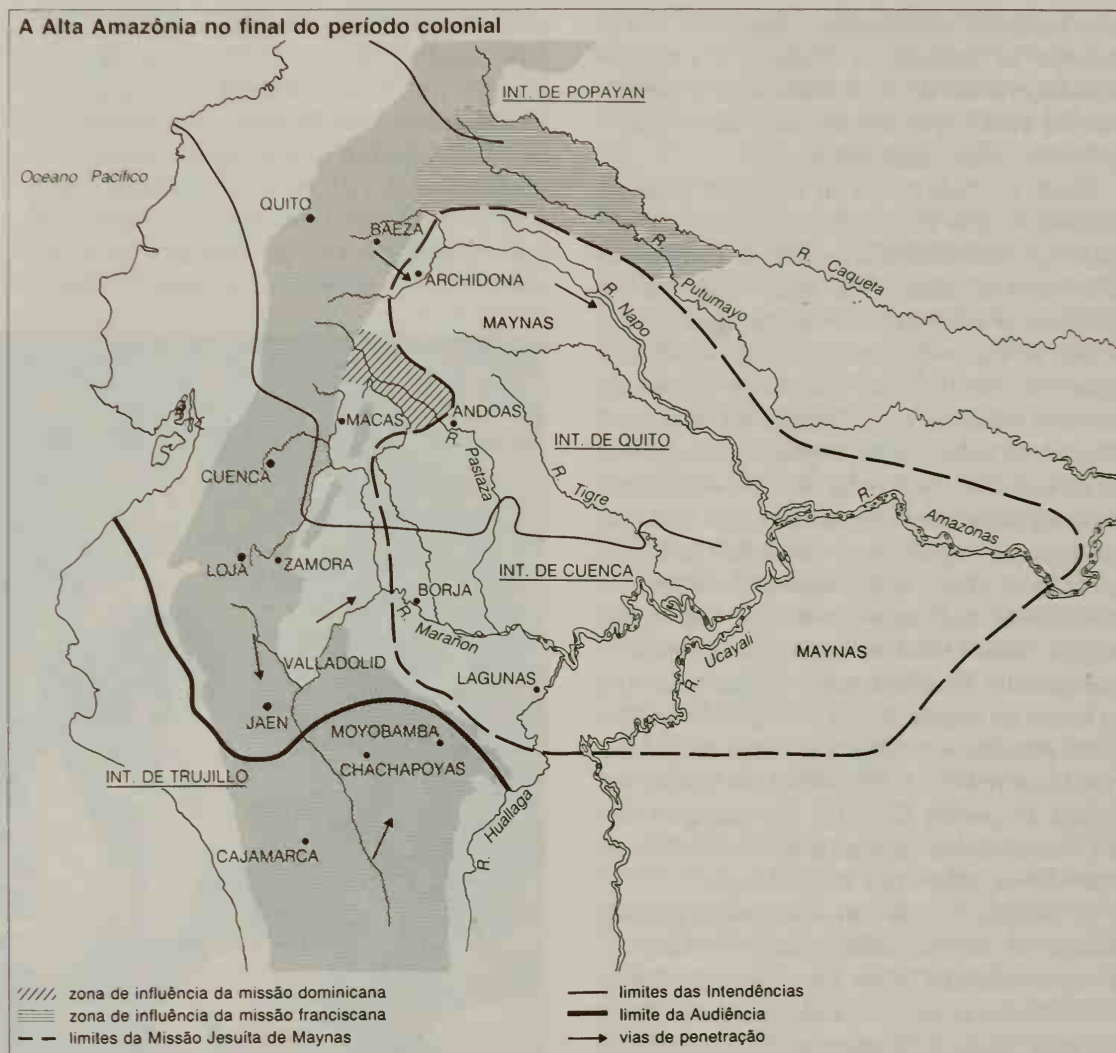 A Alta Amazônia no final do período colonial
INT. DE POPAYAN
Oceano Pacífico
QUITO
BAEZA
ARCHIDONA
R. Caqueta
R. Putumayo
R. Napo
MAYNAS
MACAS
ANDOAS
R. Pastaza
INT. DE QUITO
CUENCA
R. Tigre
R. Amazonas
LOJA
ZAMORA
INT. DE CUENCA
BORJA
R. Marañon
R. Ucayali
MAYNAS
VALLADOLID
LAGUNAS
JAEN
MOYOBAMBA
CHACHAPOYAS
INT. DE TRUJILLO
R. Huallaga
CAJAMARCA
zona de influência da missão dominicana
zona de influência da missão franciscana
limites da Missão Jesuíta de Maynas
limites das Intendências
limite da Audiência
vias de penetração